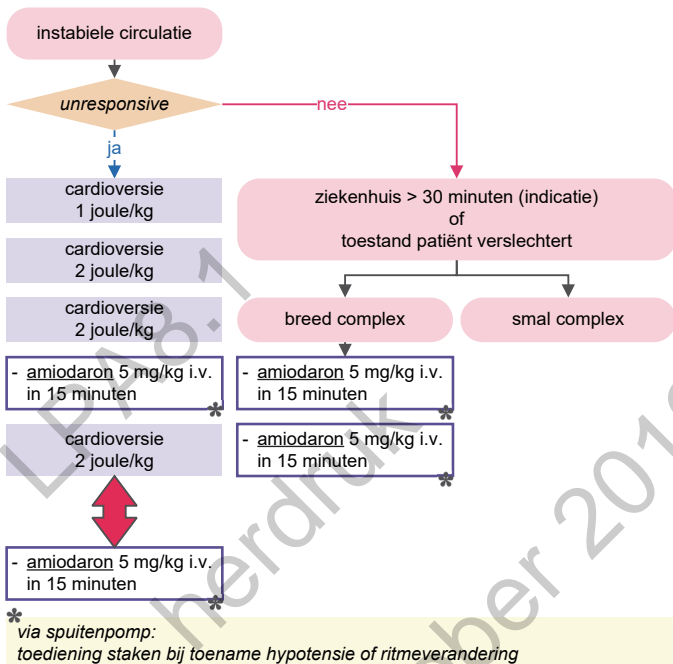 instabiele circulatie
unresponsive
nee
ja
cardioversie
1 joule/kg
cardioversie
2 joule/kg
cardioversie
2 joule/kg
- amiodaron 5 mg/kg i.v.
in 15 minuten
*
cardioversie
2 joule/kg
- amiodaron 5 mg/kg i.v.
in 15 minuten
*
ziekenhuis > 30 minuten (indicatie)
of
toestand patiënt verslechtert
breed complex
smal complex
- amiodaron 5 mg/kg i.v.
in 15 minuten
*
- amiodaron 5 mg/kg i.v.
in 15 minuten
*
*
via spuitenpomp:
toediening staken bij toename hypotensie of ritmeverandering
LPA8.1
herdruk